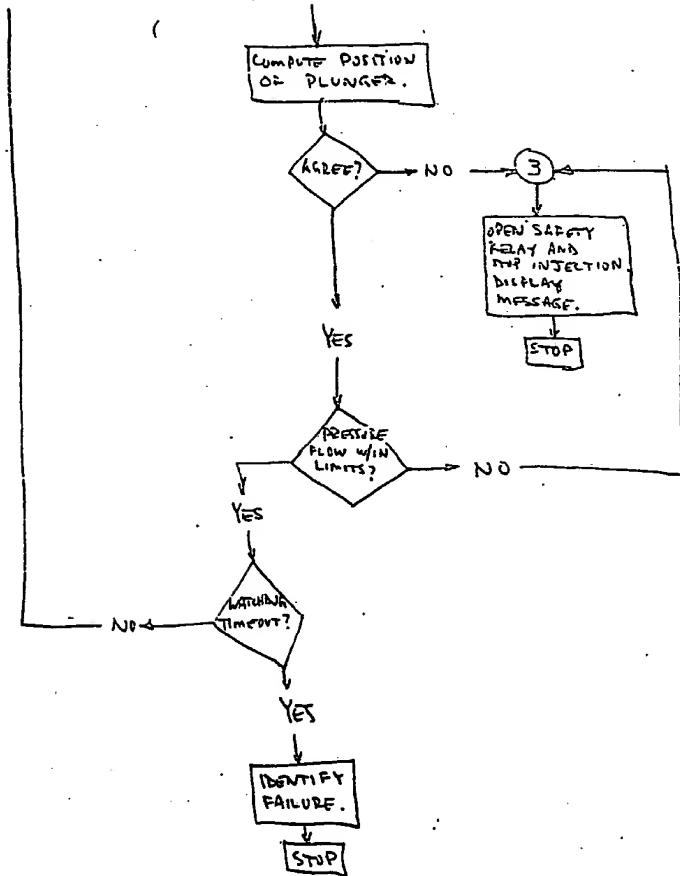 COMPUTE POSITION
OF PLUNGER.
AGREE?
NO
3
OPEN SAFETY
RELAY AND
STOP INJECTION.
DISPLAY
MESSAGE.
STOP
YES
PRESSURE
FLOW W/IN
LIMITS?
NO
YES
TIMEOUT?
NO
YES
IDENTIFY
FAILURE.
STOP